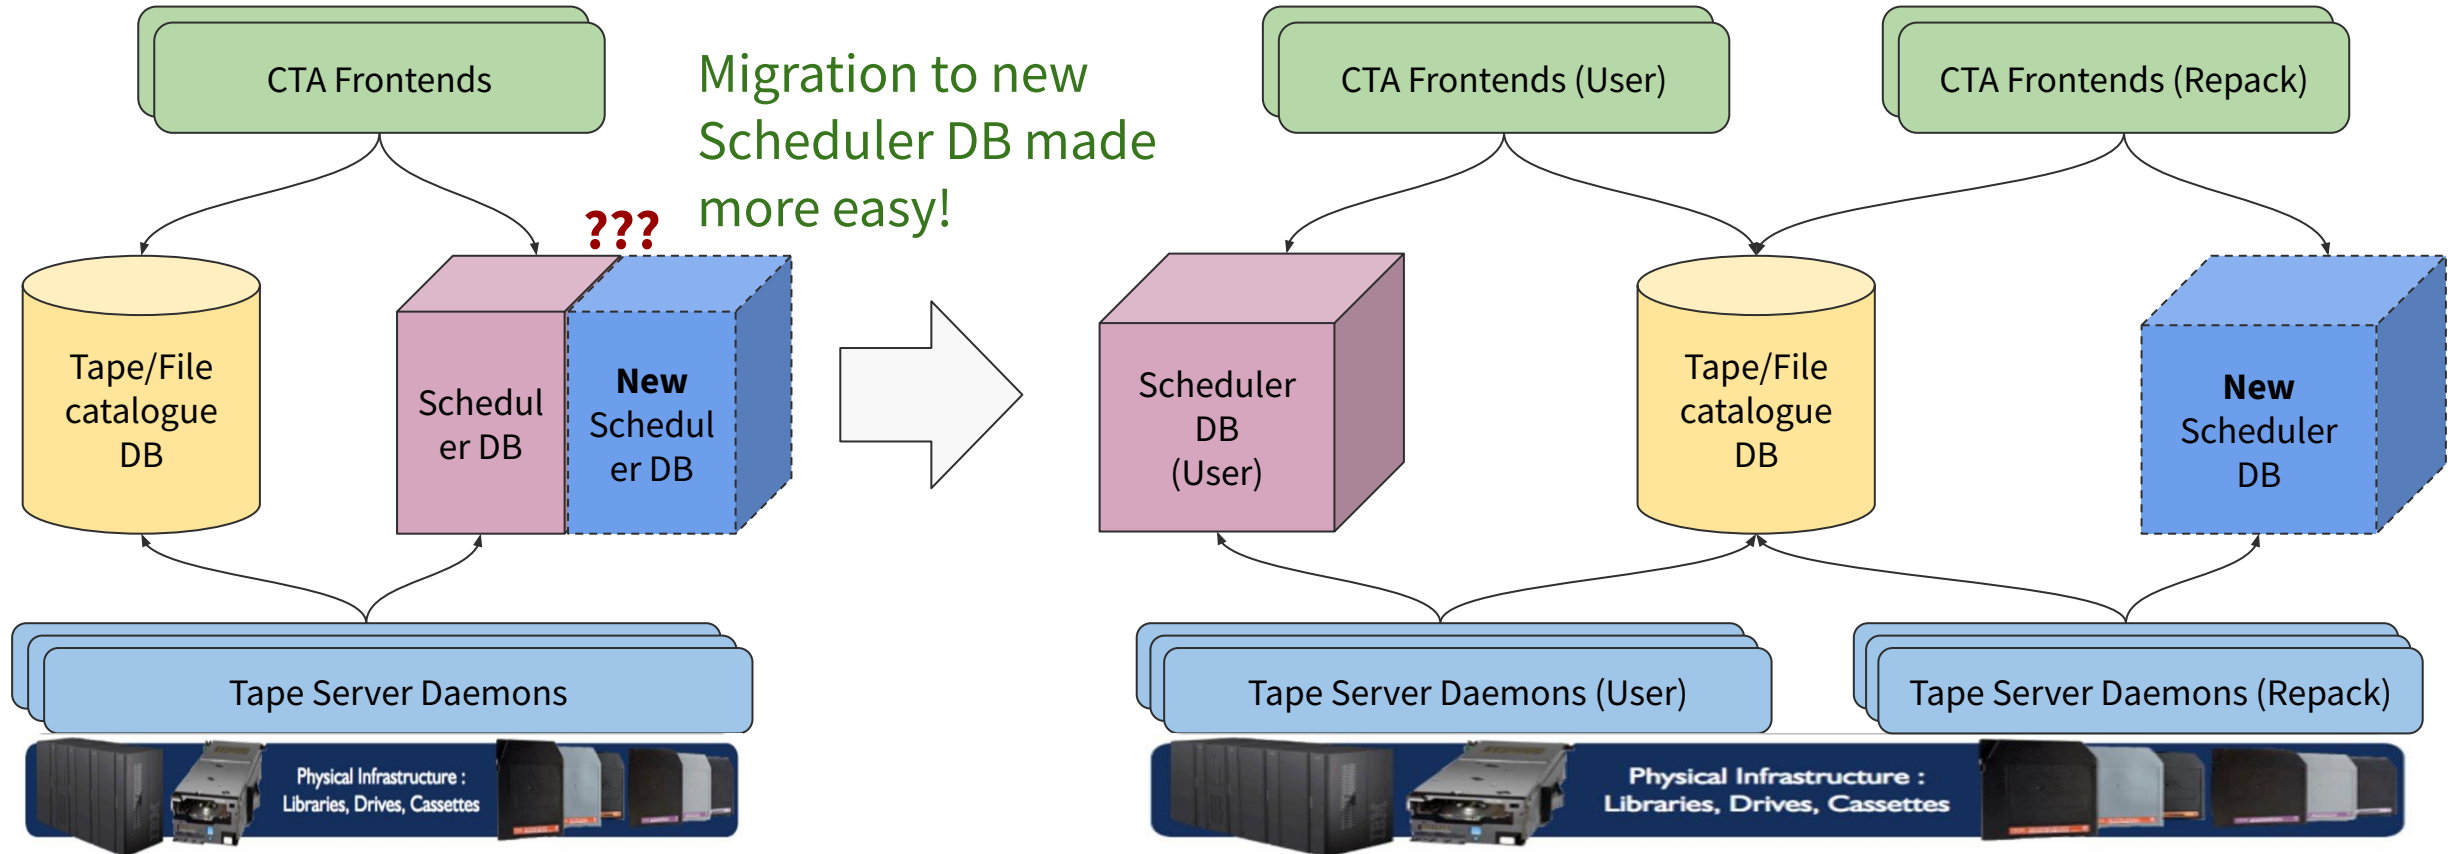 CTA Frontends
Migration to new
Scheduler DB made
more easy!
???
Tape/File
catalogue
DB
Schedul
er DB
New
Schedul
er DB
Tape Server Daemons
Physical Infrastructure :
Libraries, Drives, Cassettes
CTA Frontends (User)
CTA Frontends (Repack)
Scheduler
DB
(User)
Tape/File
catalogue
DB
New
Scheduler
DB
Tape Server Daemons (User)
Tape Server Daemons (Repack)
Physical Infrastructure :
Libraries, Drives, Cassettes